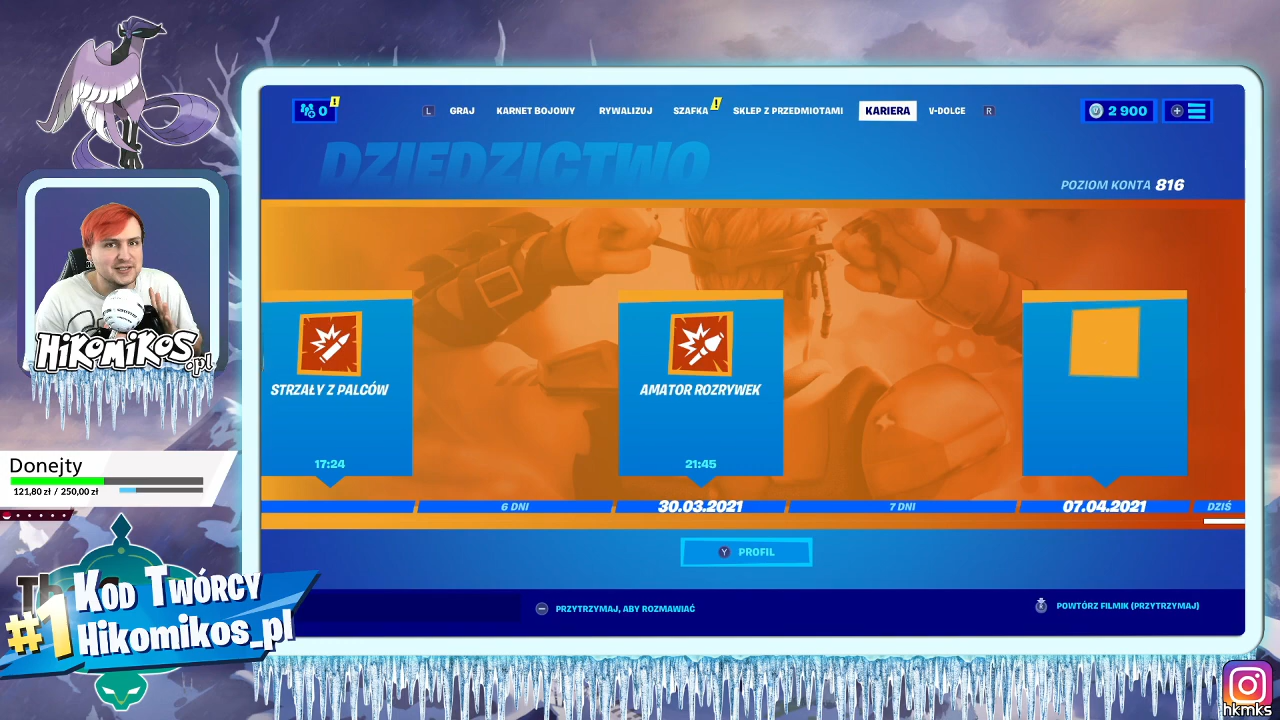 0
L
GRAJ
KARNET BOJOWY
RYWALIZUJ
SZAFKA
!
SKLEP Z PRZEDMIOTAMI
KARIERA
V-DOLCE
R
2 900
DZIEDZICTWO
POZIOM KONTA 816
HIKOMIKOS.pl
STRZAŁY Z PALCÓW
17:24
AMATOR ROZRYWEK
21:45
6 DNI
30.03.2021
7 DNI
07.04.2021
DZIŚ
Donejty
121,80 zł / 250,00 zł
Y PROFIL
PRZYTRZYMAJ, ABY ROZMAWIAĆ
POWTÓRZ FILMIK (PRZYTRZYMAJ)
#1
Kod Twórcy
Hikomikos_pl
hkmks